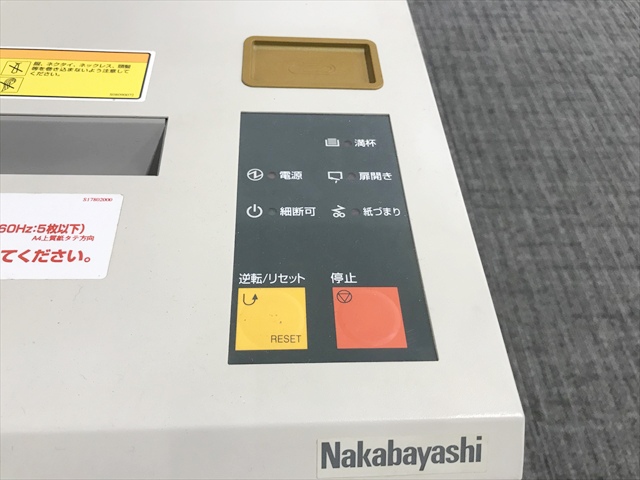 服、ネクタイ、ネックレス、頭髪
等を巻き込まないよう注意して
ください。
S17803000
満杯
電源
扉開き
細断可
紙づまり
60Hz:5枚以下)
A4上質紙タテ方向
てください。
逆転/リセット
停止
RESET
Nakabayashi